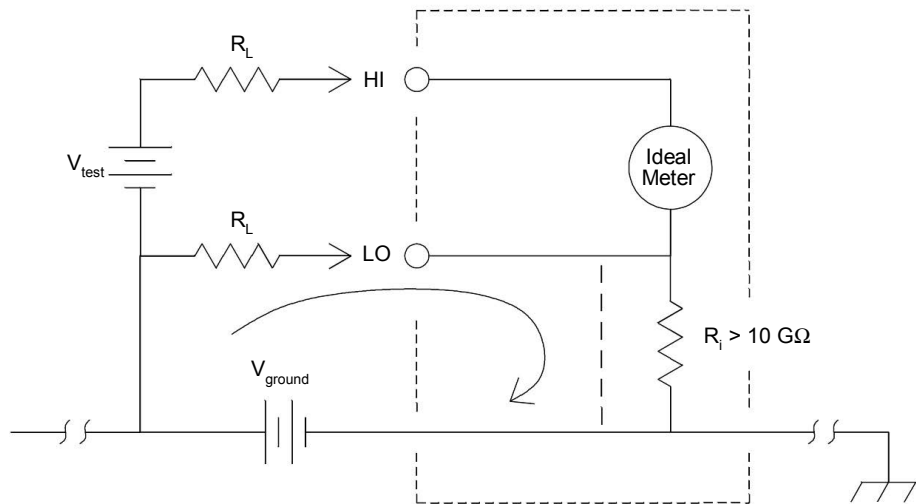 R_L
HI
V_test
Ideal
Meter
R_L
LO
R_i > 10 GΩ
V_ground